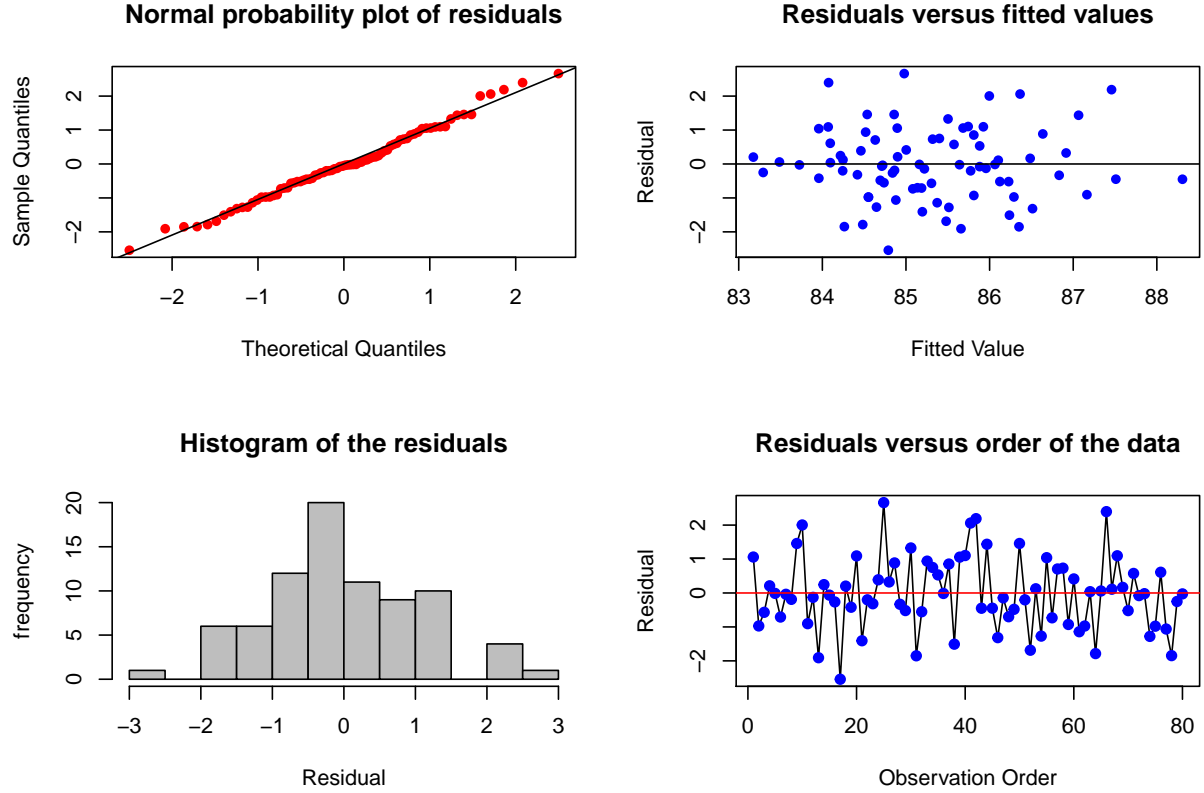 Normal probability plot of residuals
Sample Quantiles
2
1
0
−2
−2 −1 0 1 2
Theoretical Quantiles
Residuals versus fitted values
Residual
2
1
0
−2
83 84 85 86 87 88
Fitted Value
Histogram of the residuals
frequency
20
15
10
5
0
−3 −2 −1 0 1 2 3
Residual
Residuals versus order of the data
Residual
2
1
0
−2
0 20 40 60 80
Observation Order